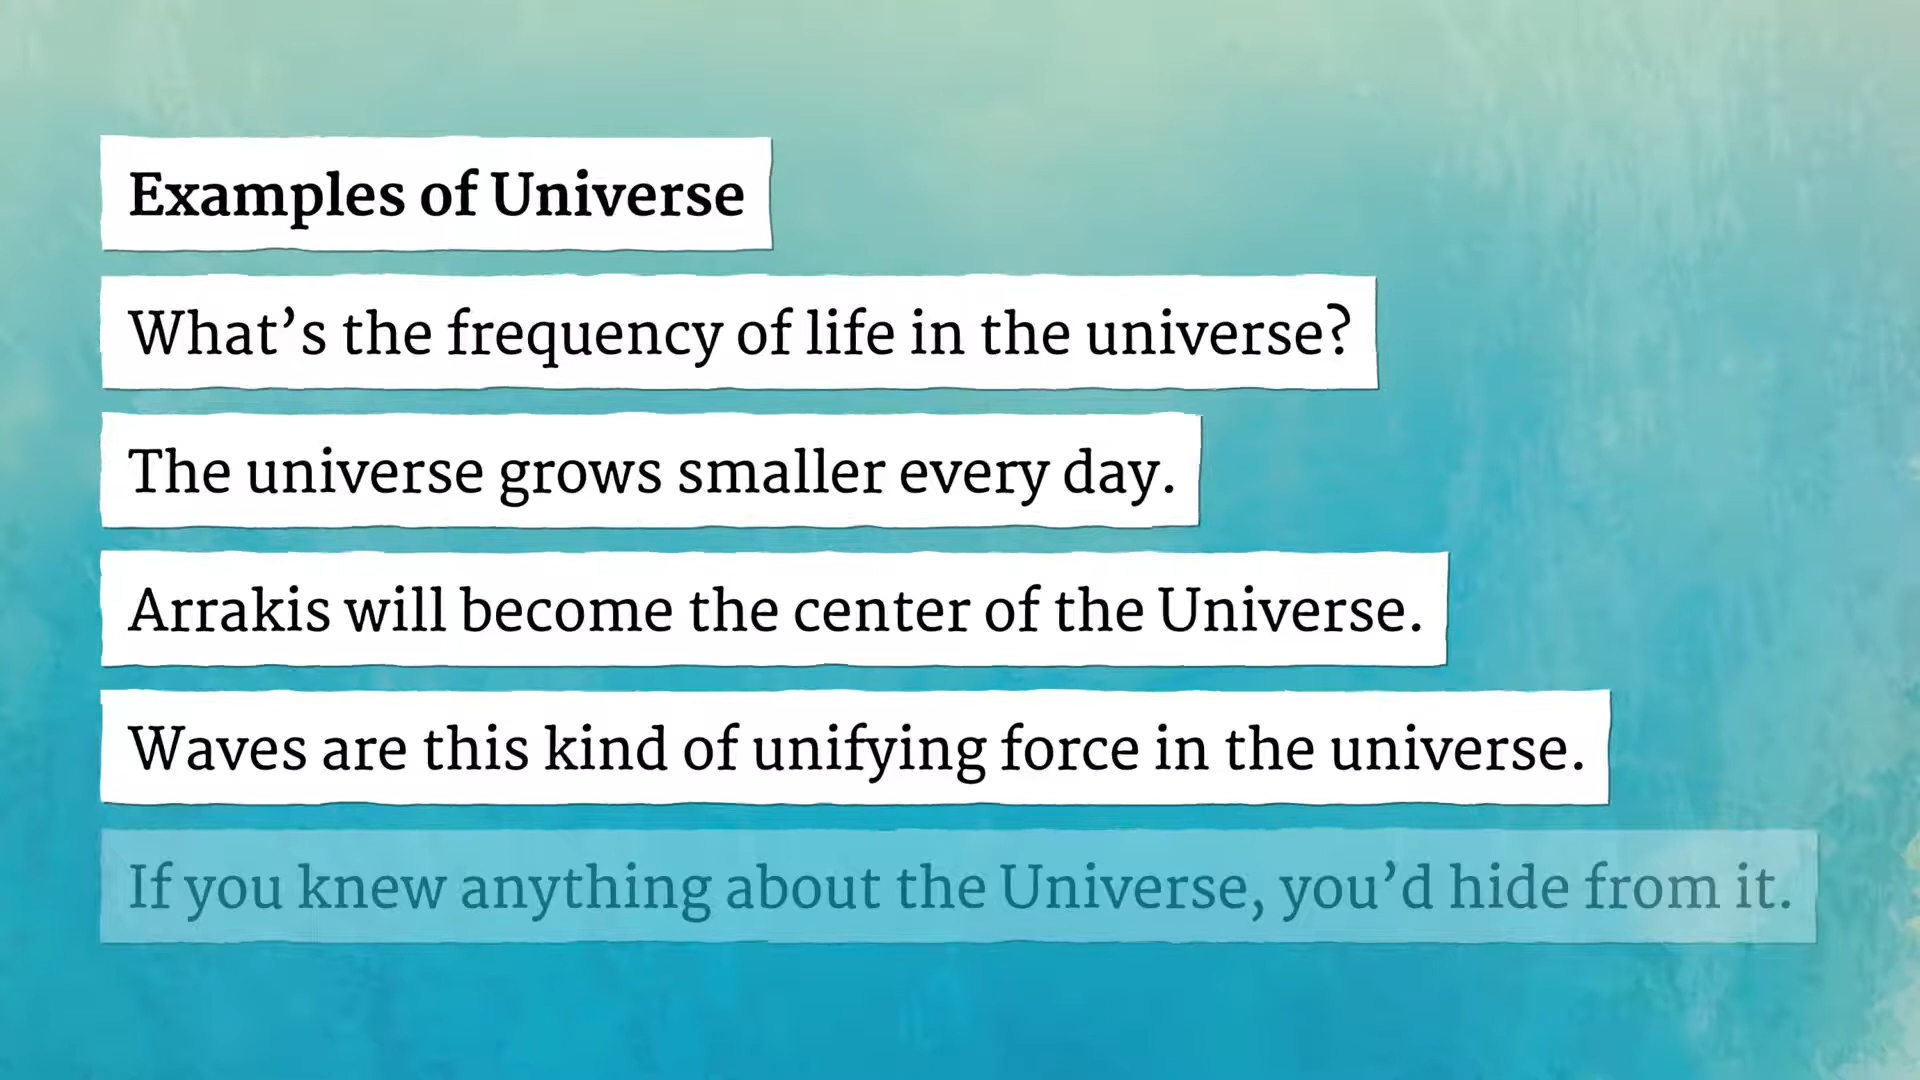 Examples of Universe
What’s the frequency of life in the universe?
The universe grows smaller every day.
Arrakis will become the center of the Universe.
Waves are this kind of unifying force in the universe.
If you knew anything about the Universe, you’d hide from it.